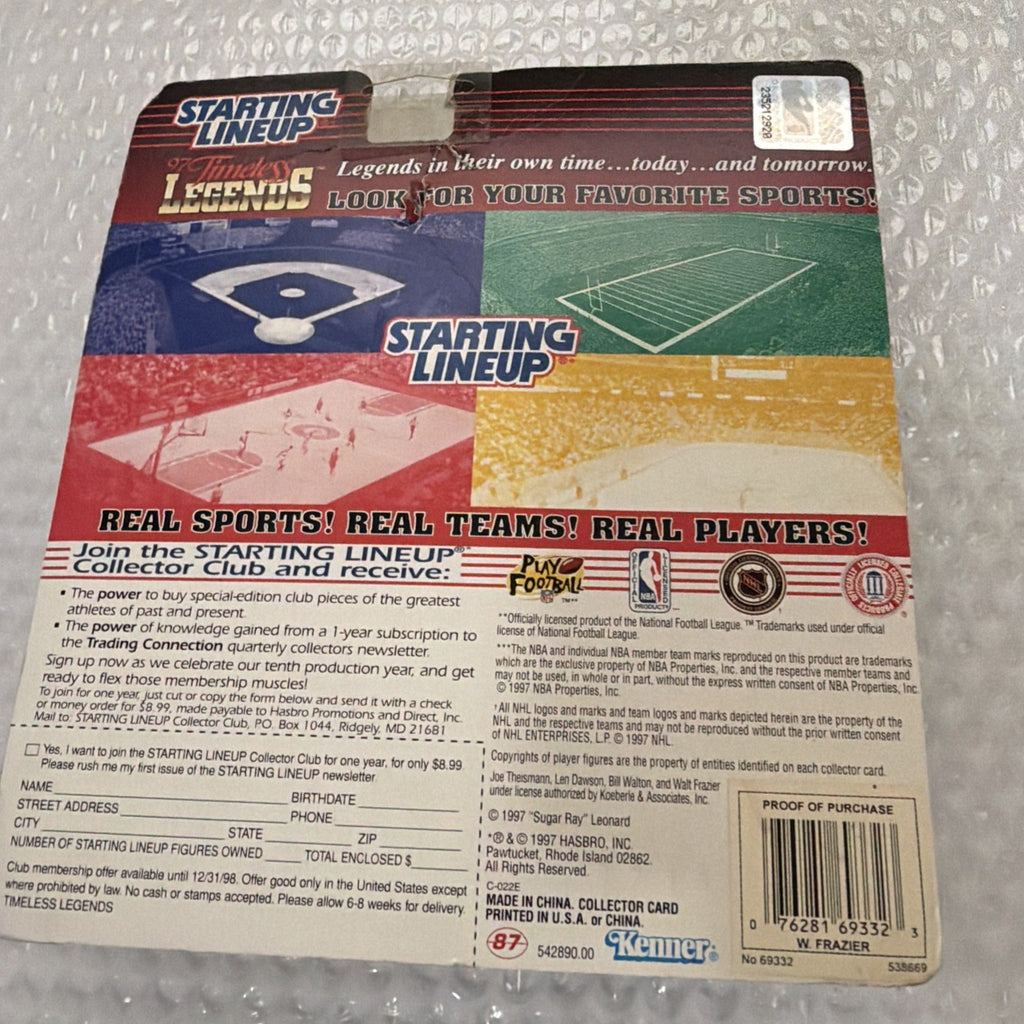 STARTING
LINEUP
235212928
'97 Timeless
LEGENDS™
Legends in their own time...today...and tomorrow.
LOOK FOR YOUR FAVORITE SPORTS!
STARTING
LINEUP®
REAL SPORTS! REAL TEAMS! REAL PLAYERS!
Join the STARTING LINEUP®*
Collector Club and receive:
• The power to buy special-edition club pieces of the greatest
athletes of past and present.
• The power of knowledge gained from a 1-year subscription to
the Trading Connection quarterly collectors newsletter.
Sign up now as we celebrate our tenth production year, and get
ready to flex those membership muscles!
To join for one year, just cut or copy the form below and send it with a check
or money order for $8.99, made payable to Hasbro Promotions and Direct, Inc.
Mail to: STARTING LINEUP Collector Club, P.O. Box 1044, Ridgely, MD 21681
Yes, I want to join the STARTING LINEUP Collector Club for one year, for only $8.99
Please rush me my first issue of the STARTING LINEUP newsletter.
NAME BIRTHDATE
STREET ADDRESS PHONE
CITY STATE ZIP
NUMBER OF STARTING LINEUP FIGURES OWNED TOTAL ENCLOSED $
Club membership offer available until 12/31/98. Offer good only in the United States except
where prohibited by law. No cash or stamps accepted. Please allow 6-8 weeks for delivery.
TIMELESS LEGENDS
PLAY
FOOTBALL
NFL
™**
OFFICIAL
LICENSED
NBA
PRODUCT
NHL
†
OFFICIALLY LICENSED COLLEGIATE PRODUCTS
®
**Officially licensed product of the National Football League. ™ Trademarks used under official
license of National Football League.
***The NBA and individual NBA member team marks reproduced on this product are trademarks
which are the exclusive property of NBA Properties, Inc. and the respective member teams and
may not be used, in whole or in part, without the express written consent of NBA Properties, Inc.
© 1997 NBA Properties, Inc.
†All NHL logos and marks and team logos and marks depicted herein are the property of the
NHL and the respective teams and may not be reproduced without the prior written consent
of NHL ENTERPRISES, L.P. © 1997 NHL.
Copyrights of player figures are the property of entities identified on each collector card.
Joe Theismann, Len Dawson, Bill Walton, and Walt Frazier
under license authorized by Koeberle & Associates, Inc.
© 1997 "Sugar Ray" Leonard
*® & © 1997 HASBRO, INC.
Pawtucket, Rhode Island 02862.
All Rights Reserved.
C-022E
MADE IN CHINA. COLLECTOR CARD
PRINTED IN U.S.A. or CHINA.
87 542890.00 Kenner®
PROOF OF PURCHASE
0 76281 69332 3
W. FRAZIER
No 69332
538669